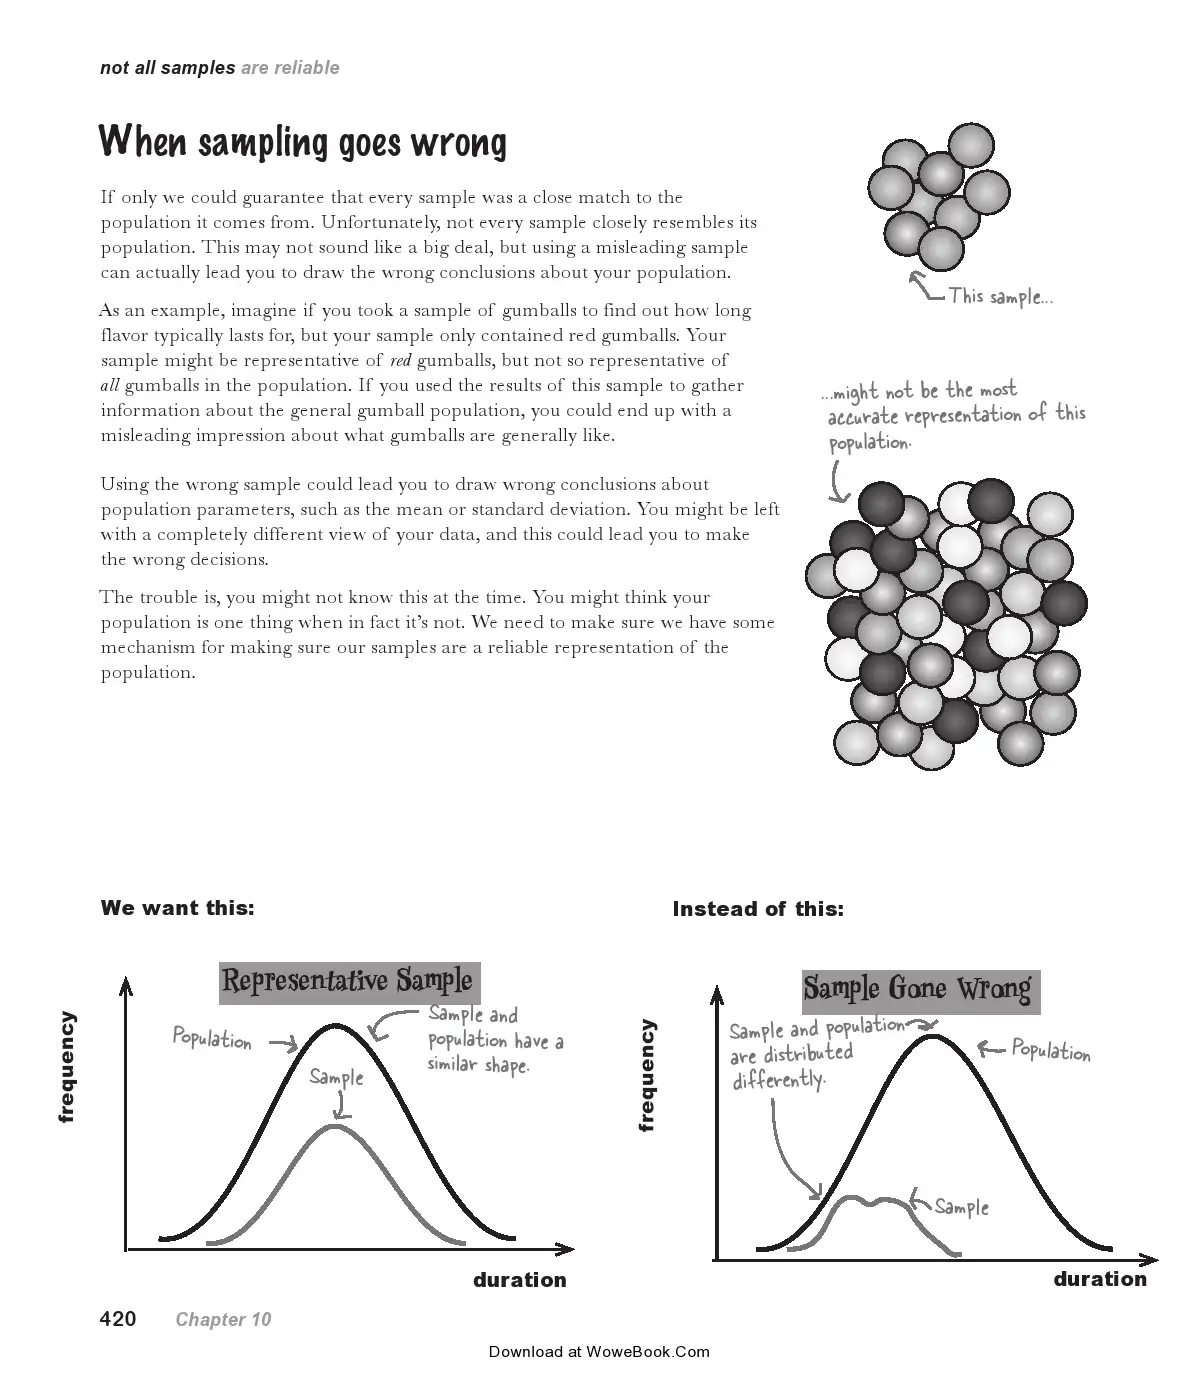 not all samples are reliable
When sampling goes wrong
If only we could guarantee that every sample was a close match to the
population it comes from. Unfortunately, not every sample closely resembles its
population. This may not sound like a big deal, but using a misleading sample
can actually lead you to draw the wrong conclusions about your population.
As an example, imagine if you took a sample of gumballs to find out how long
flavor typically lasts for, but your sample only contained red gumballs. Your
sample might be representative of red gumballs, but not so representative of
all gumballs in the population. If you used the results of this sample to gather
information about the general gumball population, you could end up with a
misleading impression about what gumballs are generally like.
Using the wrong sample could lead you to draw wrong conclusions about
population parameters, such as the mean or standard deviation. You might be left
with a completely different view of your data, and this could lead you to make
the wrong decisions.
The trouble is, you might not know this at the time. You might think your
population is one thing when in fact it's not. We need to make sure we have some
mechanism for making sure our samples are a reliable representation of the
population.
This sample...
...might not be the most
accurate representation of this
population.
We want this:
Representative Sample
Population
Sample and
population have a
similar shape.
Sample
frequency
duration
Instead of this:
Sample Gone Wrong
Sample and population
are distributed
differently.
Population
Sample
frequency
duration
420 Chapter 10
Download at WoweBook.Com